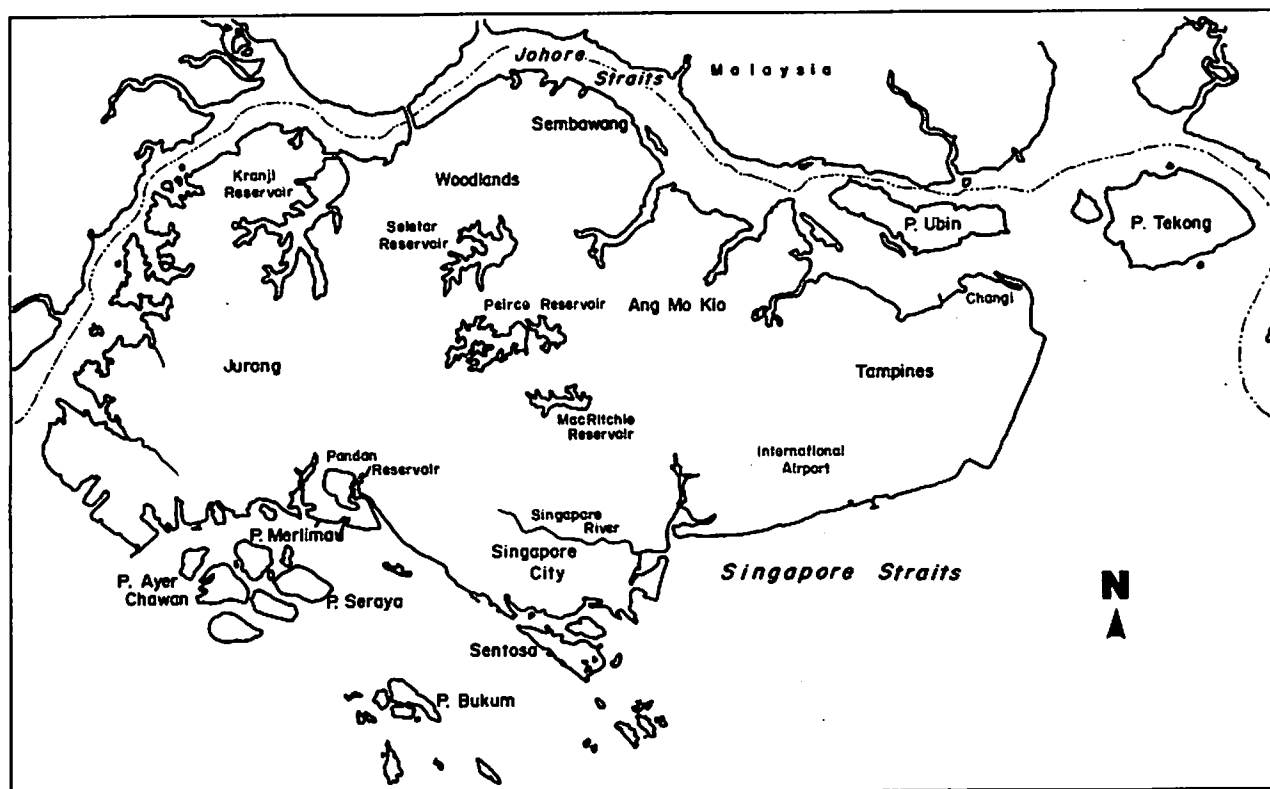 Johore
Straits
Malaysia
Sembawang
Kranji
Reservoir
Woodlands
Seletar
Reservoir
P. Ubin
P. Tekong
Changi
Peirce Reservoir
Ang Mo Kio
Jurong
Tampines
MacRitchie
Reservoir
International
Airport
Pandan
Reservoir
Singapore
River
P. Merlimau
Singapore
City
Singapore Straits
P. Ayer
Chawan
P. Seraya
N
Sentosa
P. Bukum